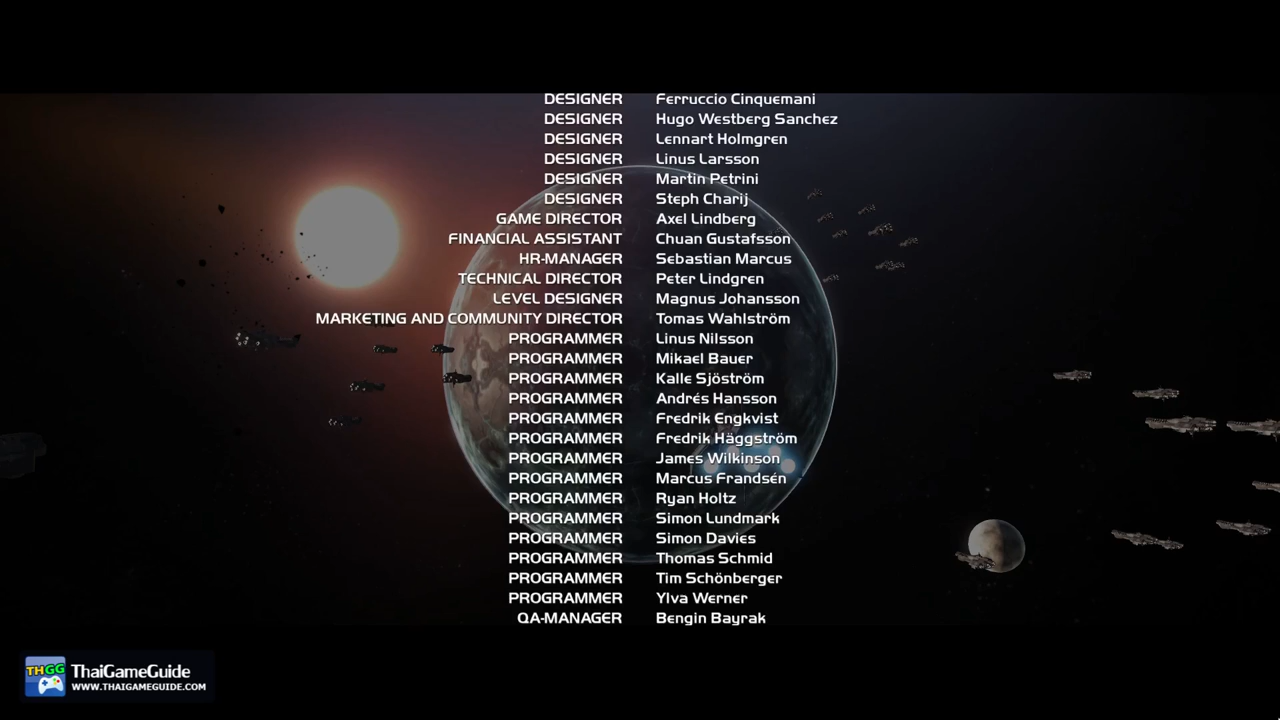 DESIGNER Ferruccio Cinquemani
DESIGNER Hugo Westberg Sanchez
DESIGNER Lennart Holmgren
DESIGNER Linus Larsson
DESIGNER Martin Petrini
DESIGNER Steph Charij
GAME DIRECTOR Axel Lindberg
FINANCIAL ASSISTANT Chuan Gustafsson
HR-MANAGER Sebastian Marcus
TECHNICAL DIRECTOR Peter Lindgren
LEVEL DESIGNER Magnus Johansson
MARKETING AND COMMUNITY DIRECTOR Tomas Wahlström
PROGRAMMER Linus Nilsson
PROGRAMMER Mikael Bauer
PROGRAMMER Kalle Sjöström
PROGRAMMER Andrés Hansson
PROGRAMMER Fredrik Engkvist
PROGRAMMER Fredrik Häggström
PROGRAMMER James Wilkinson
PROGRAMMER Marcus Frandsén
PROGRAMMER Ryan Holtz
PROGRAMMER Simon Lundmark
PROGRAMMER Simon Davies
PROGRAMMER Thomas Schmid
PROGRAMMER Tim Schönberger
PROGRAMMER Ylva Werner
QA-MANAGER Bengin Bayrak
THGG ThaiGameGuide
WWW.THAIGAMEGUIDE.COM